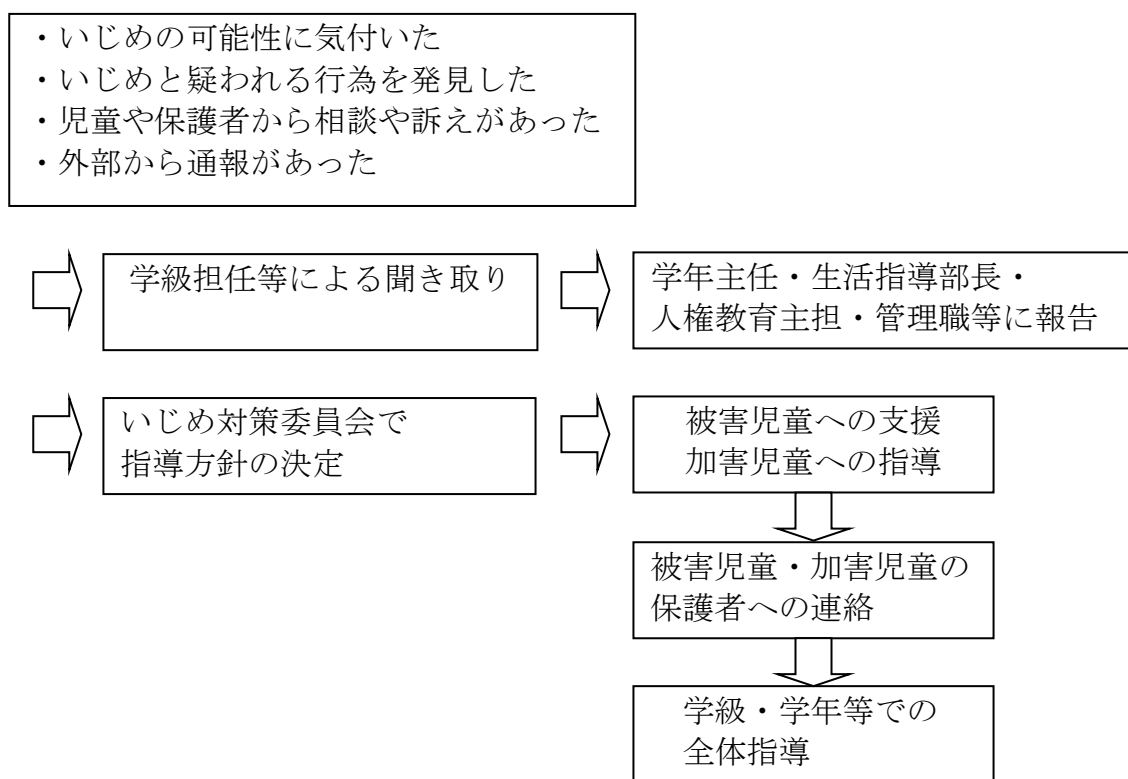 ・いじめの可能性に気付いた
・いじめと疑われる行為を発見した
・児童や保護者から相談や訴えがあった
・外部から通報があった
学級担任等による聞き取り
学年主任・生活指導部長・
人権教育主担・管理職等に報告
いじめ対策委員会で
指導方針の決定
被害児童への支援
加害児童への指導
被害児童・加害児童の
保護者への連絡
学級・学年等での
全体指導